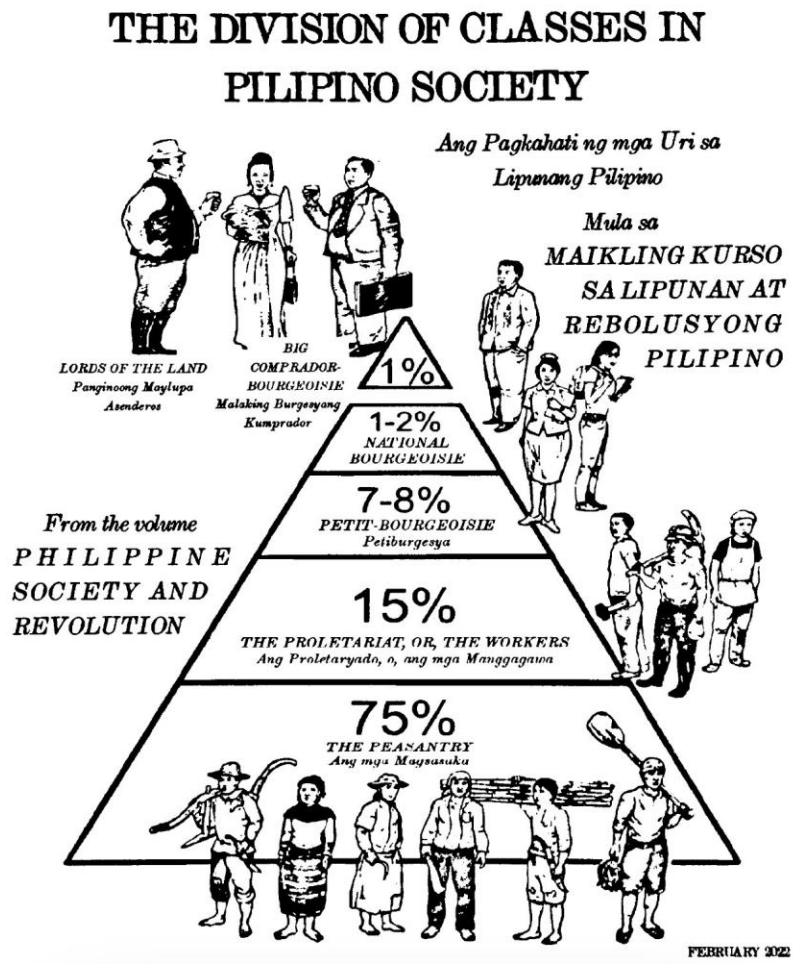 THE DIVISION OF CLASSES IN
PILIPINO SOCIETY
Ang Pagkahati ng mga Uri sa
Lipunang Pilipino
Mula sa
MAIKLING KURSO
SA LIPUNAN AT
REBOLUSYONG
PILIPINO
LORDS OF THE LAND
Panginoong Maylupa
Asenderos
BIG
COMPRADOR-
BOURGEOISIE
Malaking Burgesyang
Kumprador
1%
1-2%
NATIONAL
BOURGEOISIE
7-8%
PETIT-BOURGEOISIE
Petiburgesya
From the volume
PHILIPPINE
SOCIETY AND
REVOLUTION
15%
THE PROLETARIAT, OR, THE WORKERS
Ang Proletaryado, o, ang mga Manggagawa
75%
THE PEASANTRY
Ang mga Magsasaka
FEBRUARY 2022